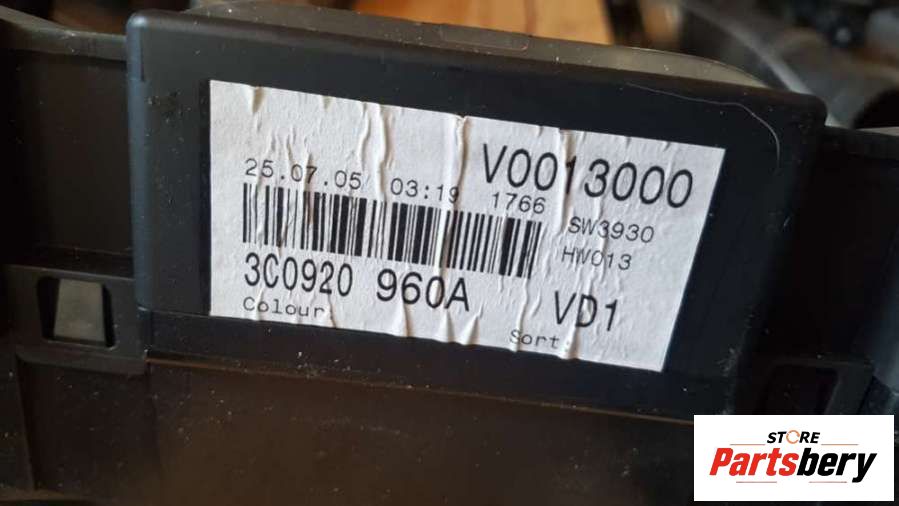 V0013000
25.07.05 03:19 1766
SW3930
HW013
3C0920 960A VD1
Colour: Sort:
STORE
Partsbery